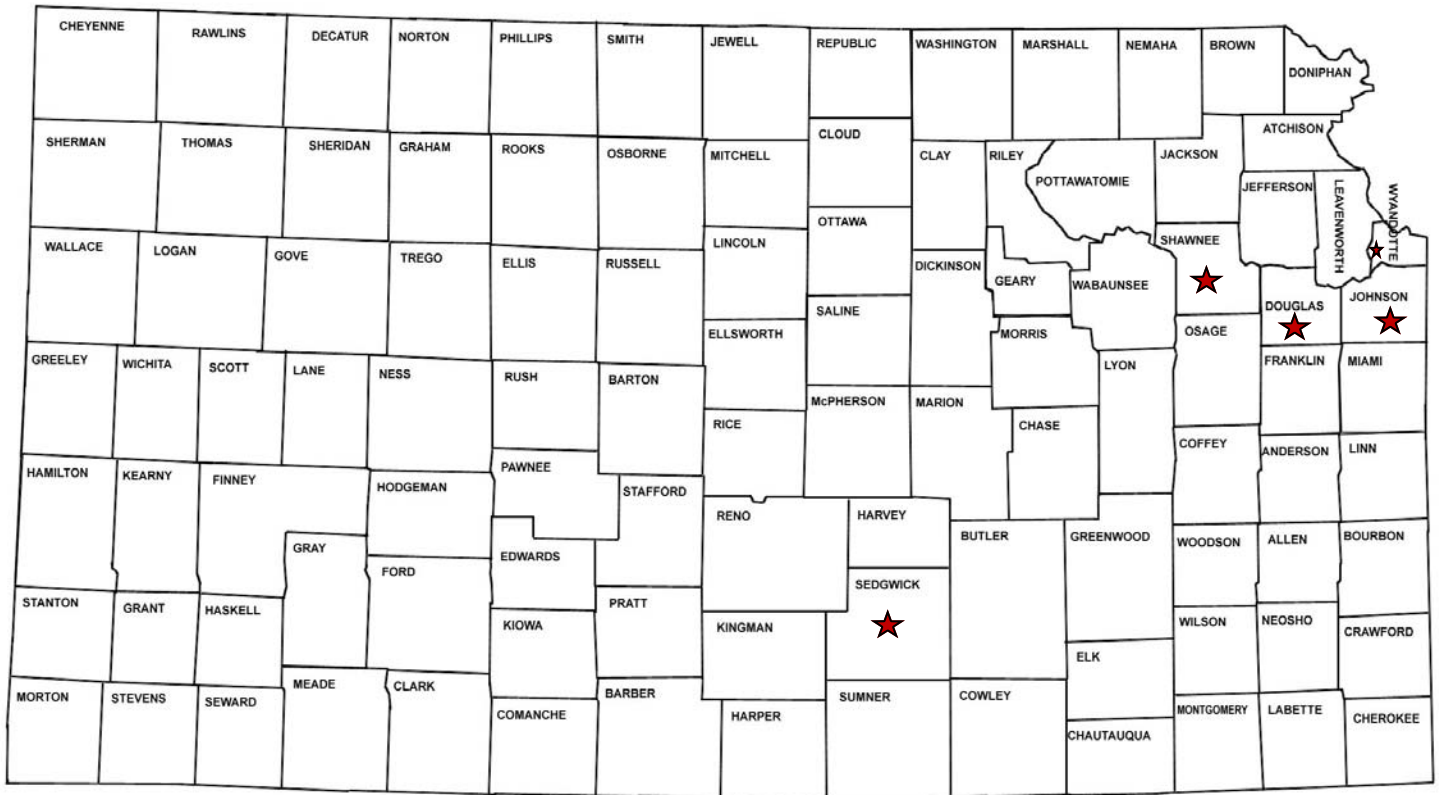 CHEYENNE
RAWLINS
DECATUR
NORTON
PHILLIPS
SMITH
JEWELL
REPUBLIC
WASHINGTON
MARSHALL
NEMAHA
BROWN
DONIPHAN
SHERMAN
THOMAS
SHERIDAN
GRAHAM
ROOKS
OSBORNE
MITCHELL
CLOUD
CLAY
RILEY
POTTAWATOMIE
JACKSON
ATCHISON
JEFFERSON
LEAVENWORTH
WYANDOTTE
WALLACE
LOGAN
GOVE
TREGO
ELLIS
RUSSELL
LINCOLN
OTTAWA
DICKINSON
GEARY
WABAUNSEE
SHAWNEE
DOUGLAS
JOHNSON
ELLSWORTH
SALINE
MORRIS
LYON
OSAGE
FRANKLIN
MIAMI
GREELEY
WICHITA
SCOTT
LANE
NESS
RUSH
BARTON
RICE
McPHERSON
MARION
CHASE
COFFEY
ANDERSON
LINN
HAMILTON
KEARNY
FINNEY
HODGEMAN
PAWNEE
STAFFORD
RENO
HARVEY
BUTLER
GREENWOOD
WOODSON
ALLEN
BOURBON
GRAY
FORD
EDWARDS
SEDGWICK
STANTON
GRANT
HASKELL
KIOWA
PRATT
KINGMAN
WILSON
NEOSHO
CRAWFORD
ELK
MORTON
STEVENS
SEWARD
MEADE
CLARK
COMANCHE
BARBER
HARPER
SUMNER
COWLEY
CHAUTAUQUA
MONTGOMERY
LABETTE
CHEROKEE